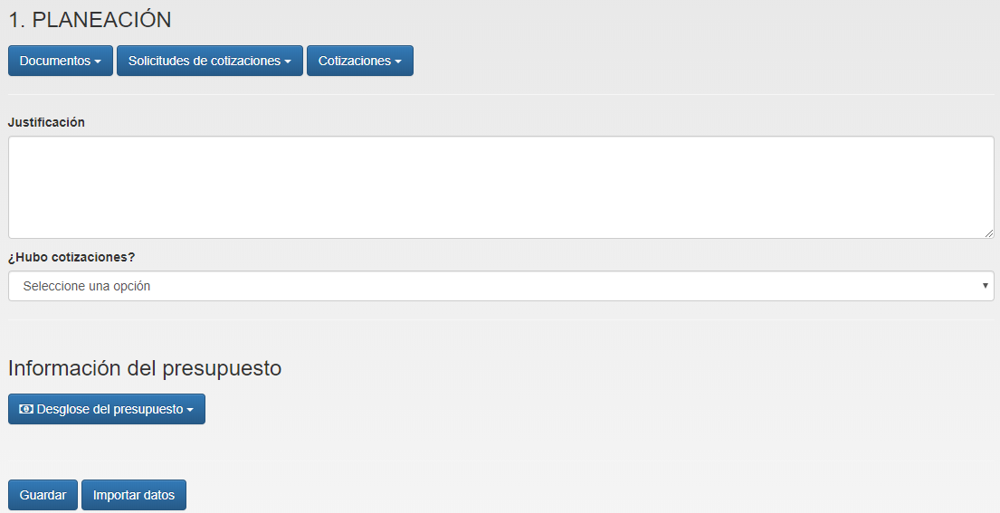 1. PLANEACIÓN
Documentos Solicitudes de cotizaciones Cotizaciones
Justificación
¿Hubo cotizaciones?
Seleccione una opción
Información del presupuesto
Desglose del presupuesto
Guardar Importar datos